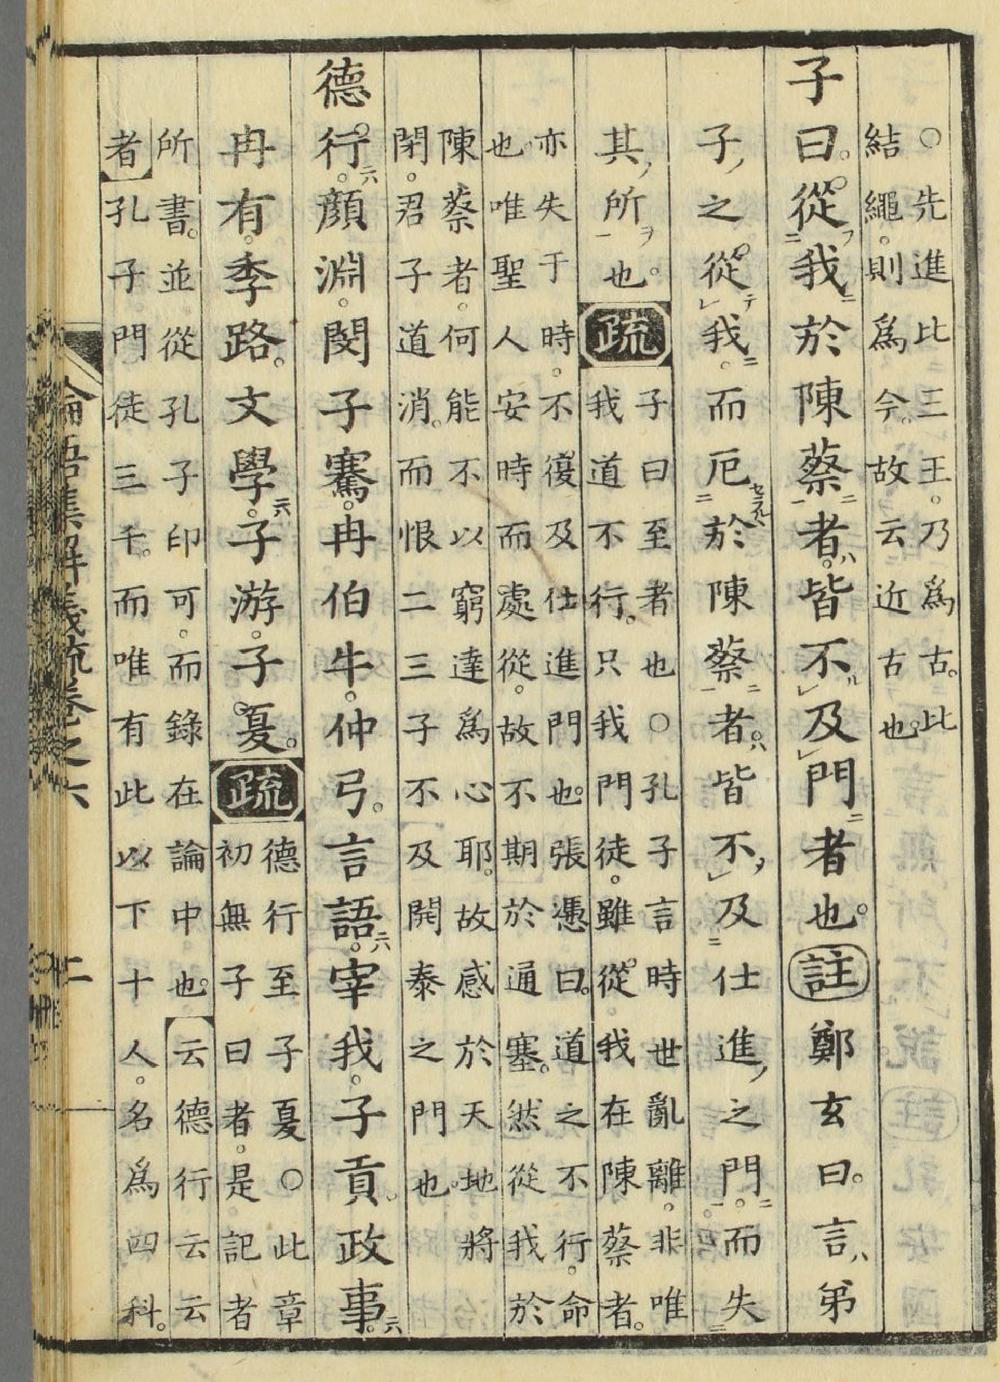 ○先進比三王。乃爲古。比
結繩。則爲今。故云近古也。
子曰。從我於陳蔡者。皆不及門者也。註鄭玄曰。言弟
子之從我。而厄於陳蔡者。皆不及仕進之門。而失
其所也。疏
子曰至者也○孔子言時世亂離。非唯
我道不行。只我門徒。雖從我在陳蔡者。
亦失于時。不復及仕進門也。張憑曰。道之不行。命
也。唯聖人安時而處從。故不期於通塞。然從我於
陳蔡者。何能不以窮達爲心耶。故感於天地將
閉。君子道消。而恨二三子不及開泰之門也。
德行。顏淵。閔子騫。冉伯牛。仲弓。言語。宰我。子貢。政事。
冉有。季路。文學。子游。子夏。疏
德行至子夏○此章
初無子曰者。是記者
所書。並從孔子印可。而錄在論中也。云德行云云
者孔子門徒三千。而唯有此以下十人。名爲四科。
論語集解義疏卷之六
二